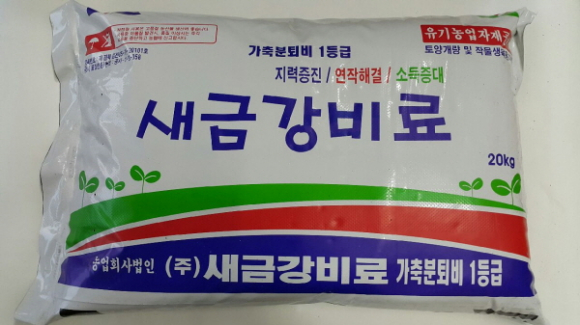 유기농업자재
가축분퇴비 1등급
토양개량 및 작물생육
지력증진 / 연작해결 / 소득증대
새금강비료
20kg
농업회사법인 (주) 새금강비료 가축분퇴비 1등급